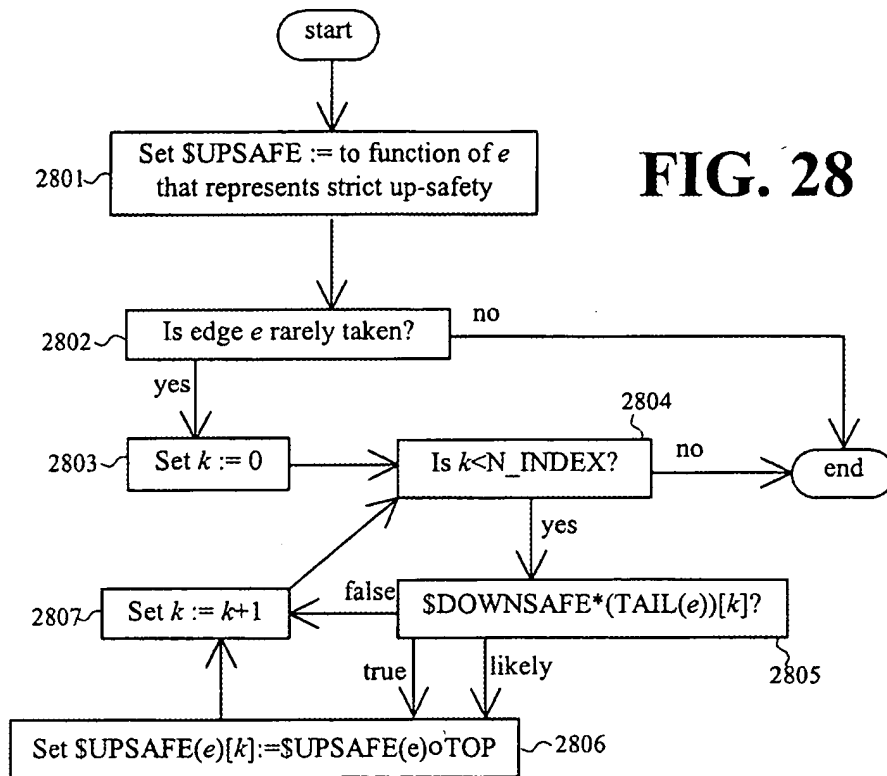 start
2801
Set $UPSAFE := to function of e
that represents strict up-safety
FIG. 28
2802
Is edge e rarely taken?
no
yes
2803
Set k := 0
2804
Is k<N_INDEX?
no
end
yes
2807
Set k := k+1
false
$DOWNSAFE*(TAIL(e))[k]?
2805
true
likely
Set $UPSAFE(e)[k]:=$UPSAFE(e)oTOP
2806